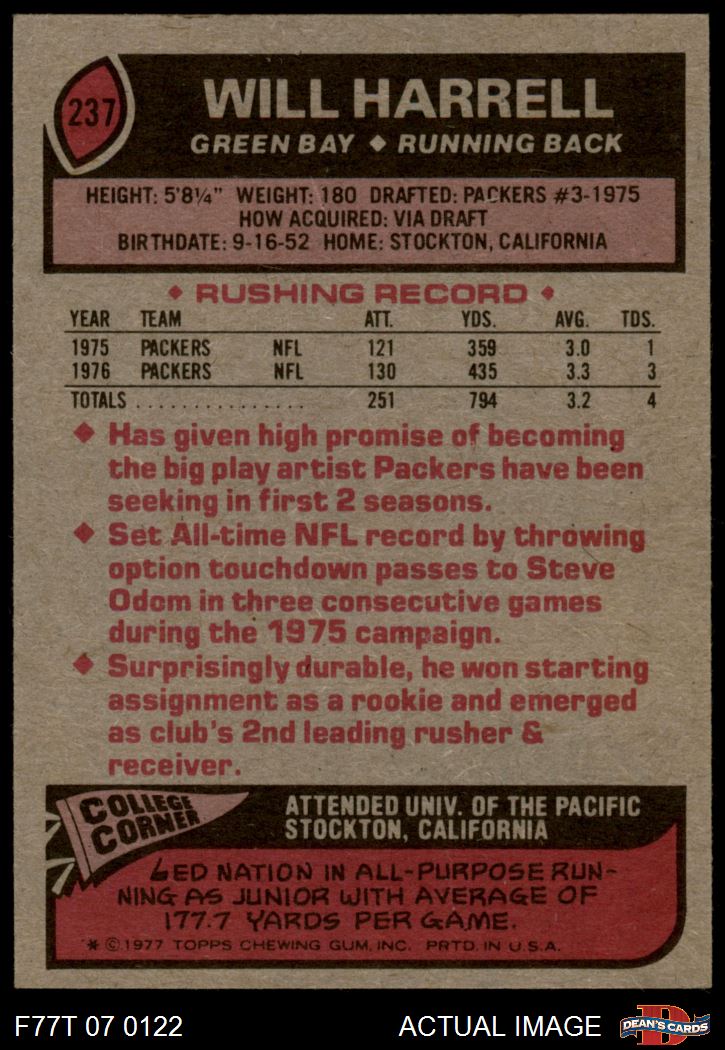 237
WILL HARRELL
GREEN BAY ◆ RUNNING BACK
HEIGHT: 5'8¼" WEIGHT: 180 DRAFTED: PACKERS #3-1975
HOW ACQUIRED: VIA DRAFT
BIRTHDATE: 9-16-52 HOME: STOCKTON, CALIFORNIA
◆ RUSHING RECORD ◆
YEAR TEAM ATT. YDS. AVG. TDS.
1975 PACKERS NFL 121 359 3.0 1
1976 PACKERS NFL 130 435 3.3 3
TOTALS ................ 251 794 3.2 4
◆ Has given high promise of becoming
the big play artist Packers have been
seeking in first 2 seasons.
◆ Set All-time NFL record by throwing
option touchdown passes to Steve
Odom in three consecutive games
during the 1975 campaign.
◆ Surprisingly durable, he won starting
assignment as a rookie and emerged
as club's 2nd leading rusher &
receiver.
COLLEGE
CORNER
ATTENDED UNIV. OF THE PACIFIC
STOCKTON, CALIFORNIA
LED NATION IN ALL-PURPOSE RUN-
NING AS JUNIOR WITH AVERAGE OF
177.7 YARDS PER GAME.
* © 1977 TOPPS CHEWING GUM, INC. PRTD. IN U.S.A.
F77T 07 0122 ACTUAL IMAGE
D
DEAN'S CARDS